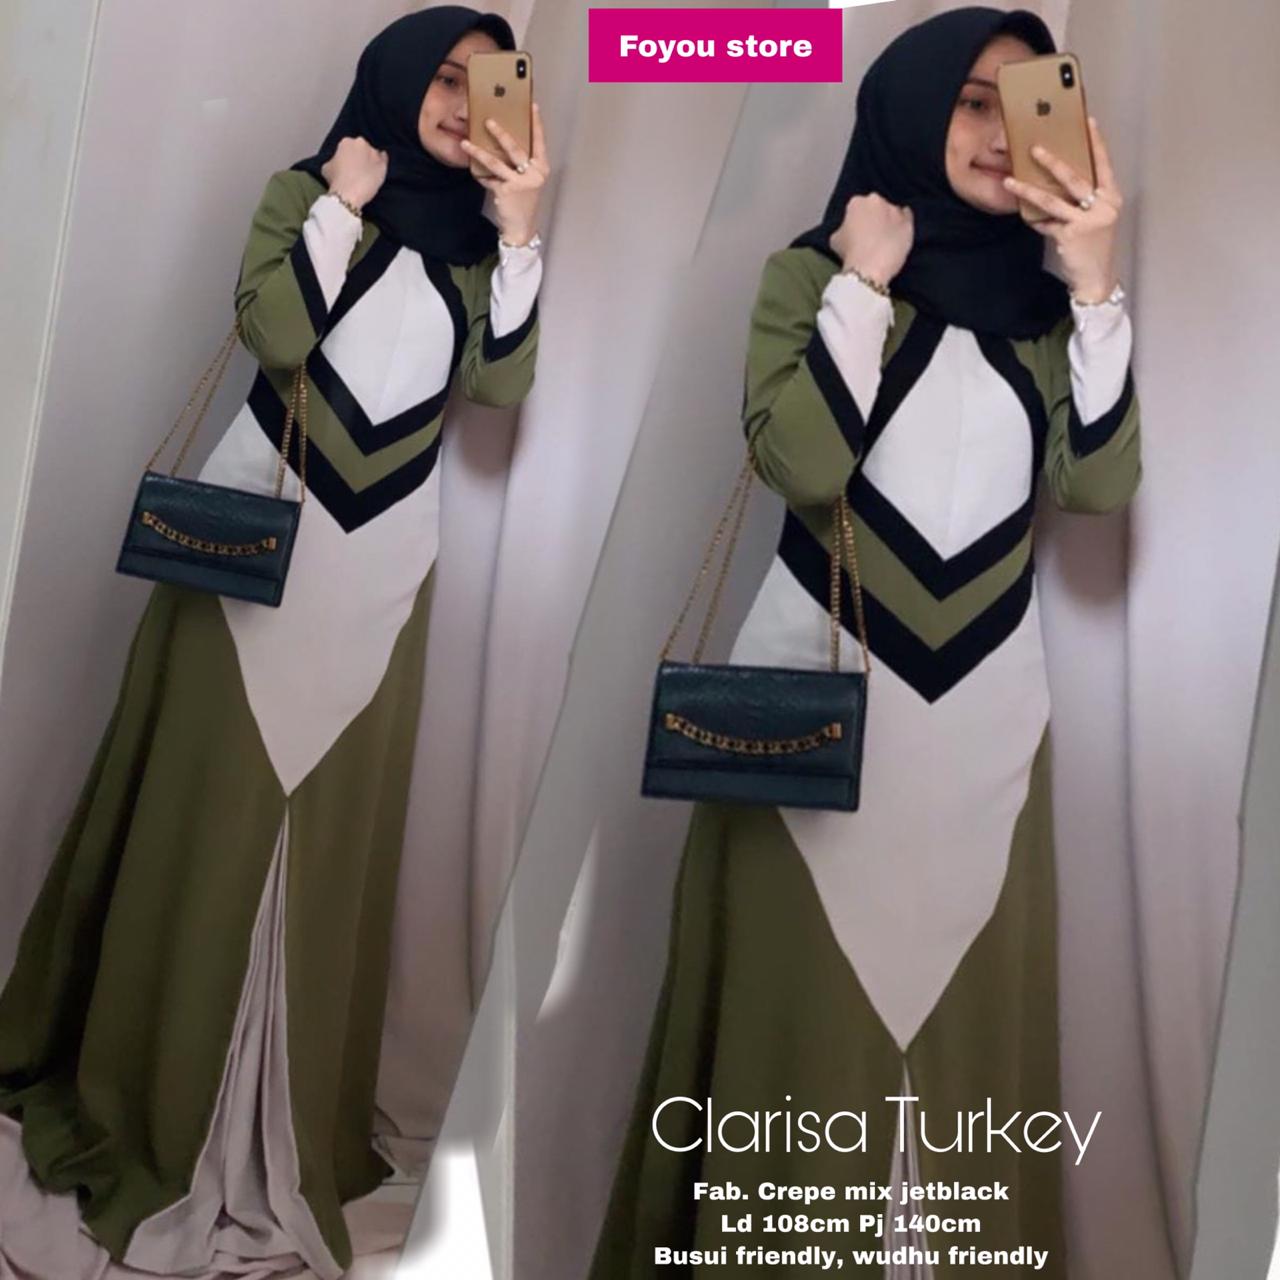 Foyou store
Clarisa Turkey
Fab. Crepe mix jetblack
Ld 108cm Pj 140cm
Busui friendly, wudhu friendly